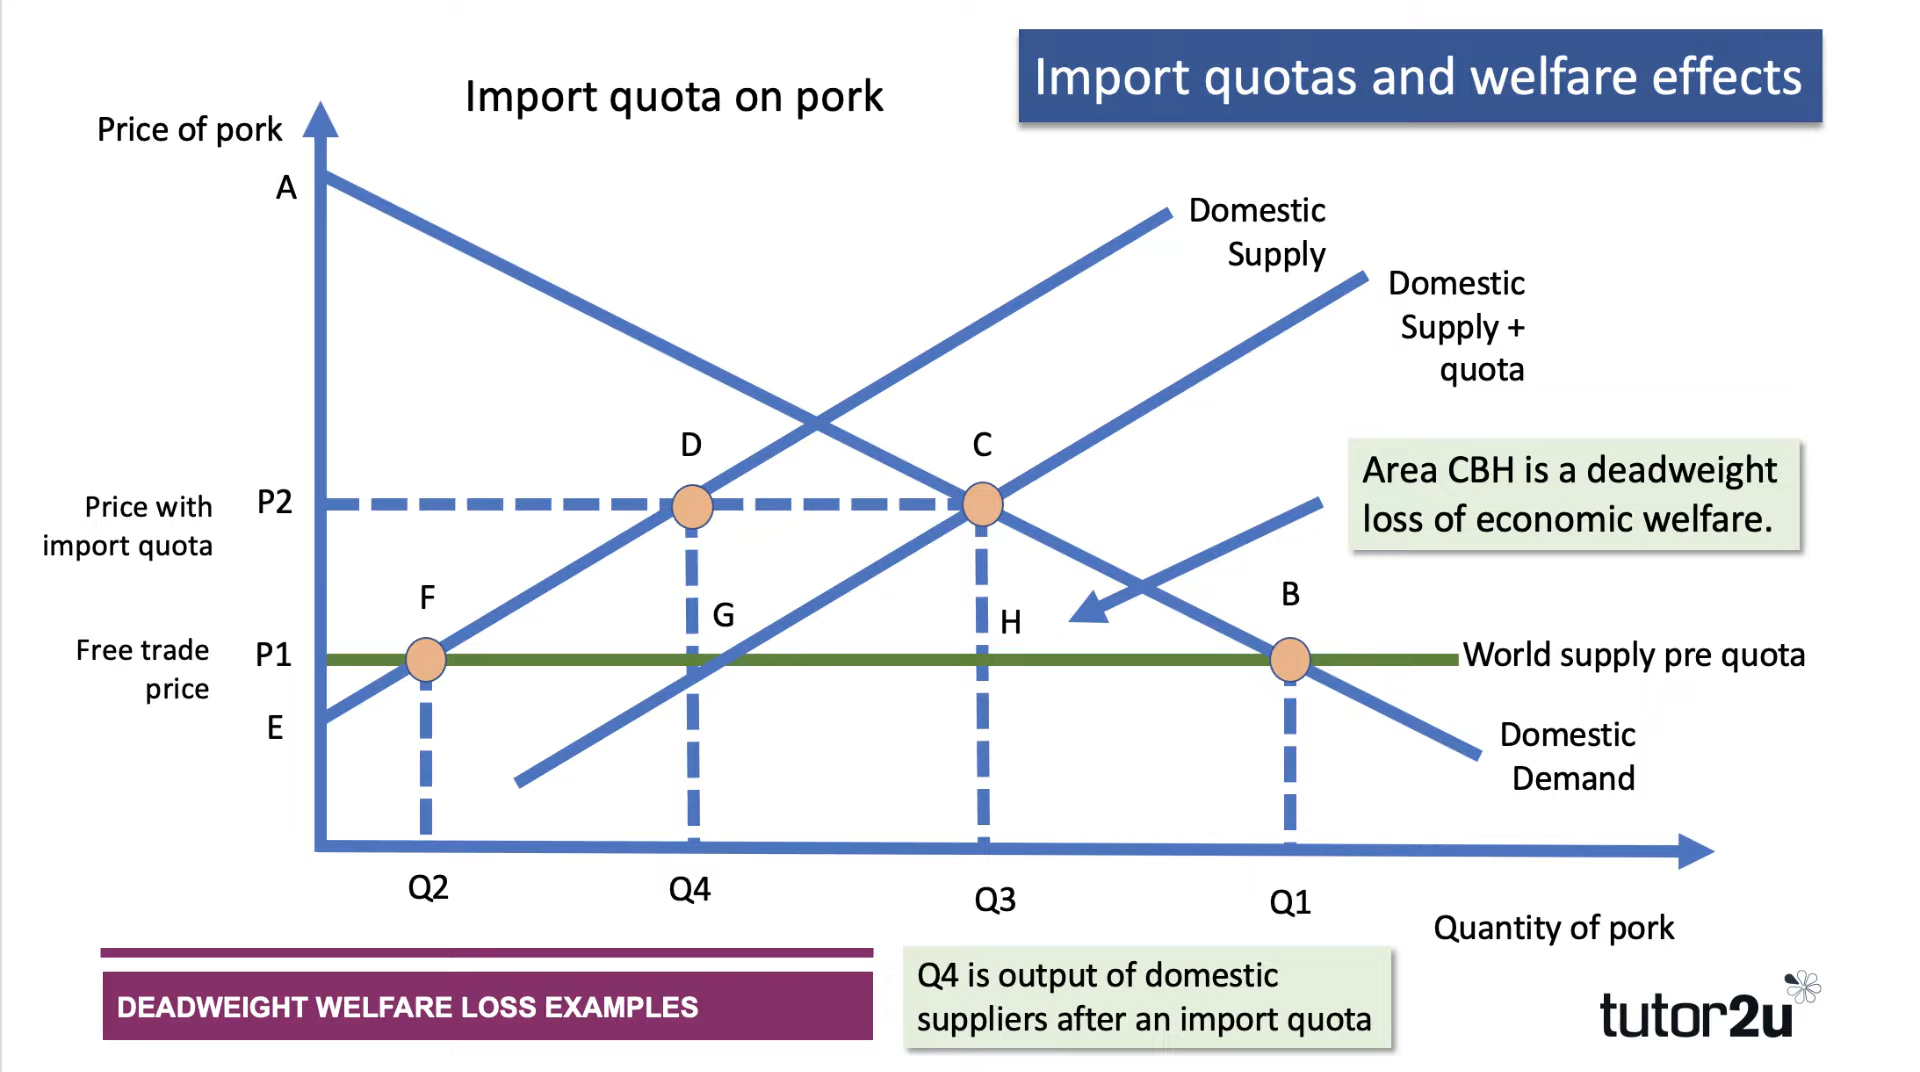 Import quotas and welfare effects
Import quota on pork
Price of pork
A
Domestic
Supply
Domestic
Supply +
quota
D
C
Area CBH is a deadweight
loss of economic welfare.
Price with
import quota
P2
F
G
H
B
Free trade
price
P1
World supply pre quota
E
Domestic
Demand
Q2
Q4
Q3
Q1
Quantity of pork
DEADWEIGHT WELFARE LOSS EXAMPLES
Q4 is output of domestic
suppliers after an import quota
tutor2u